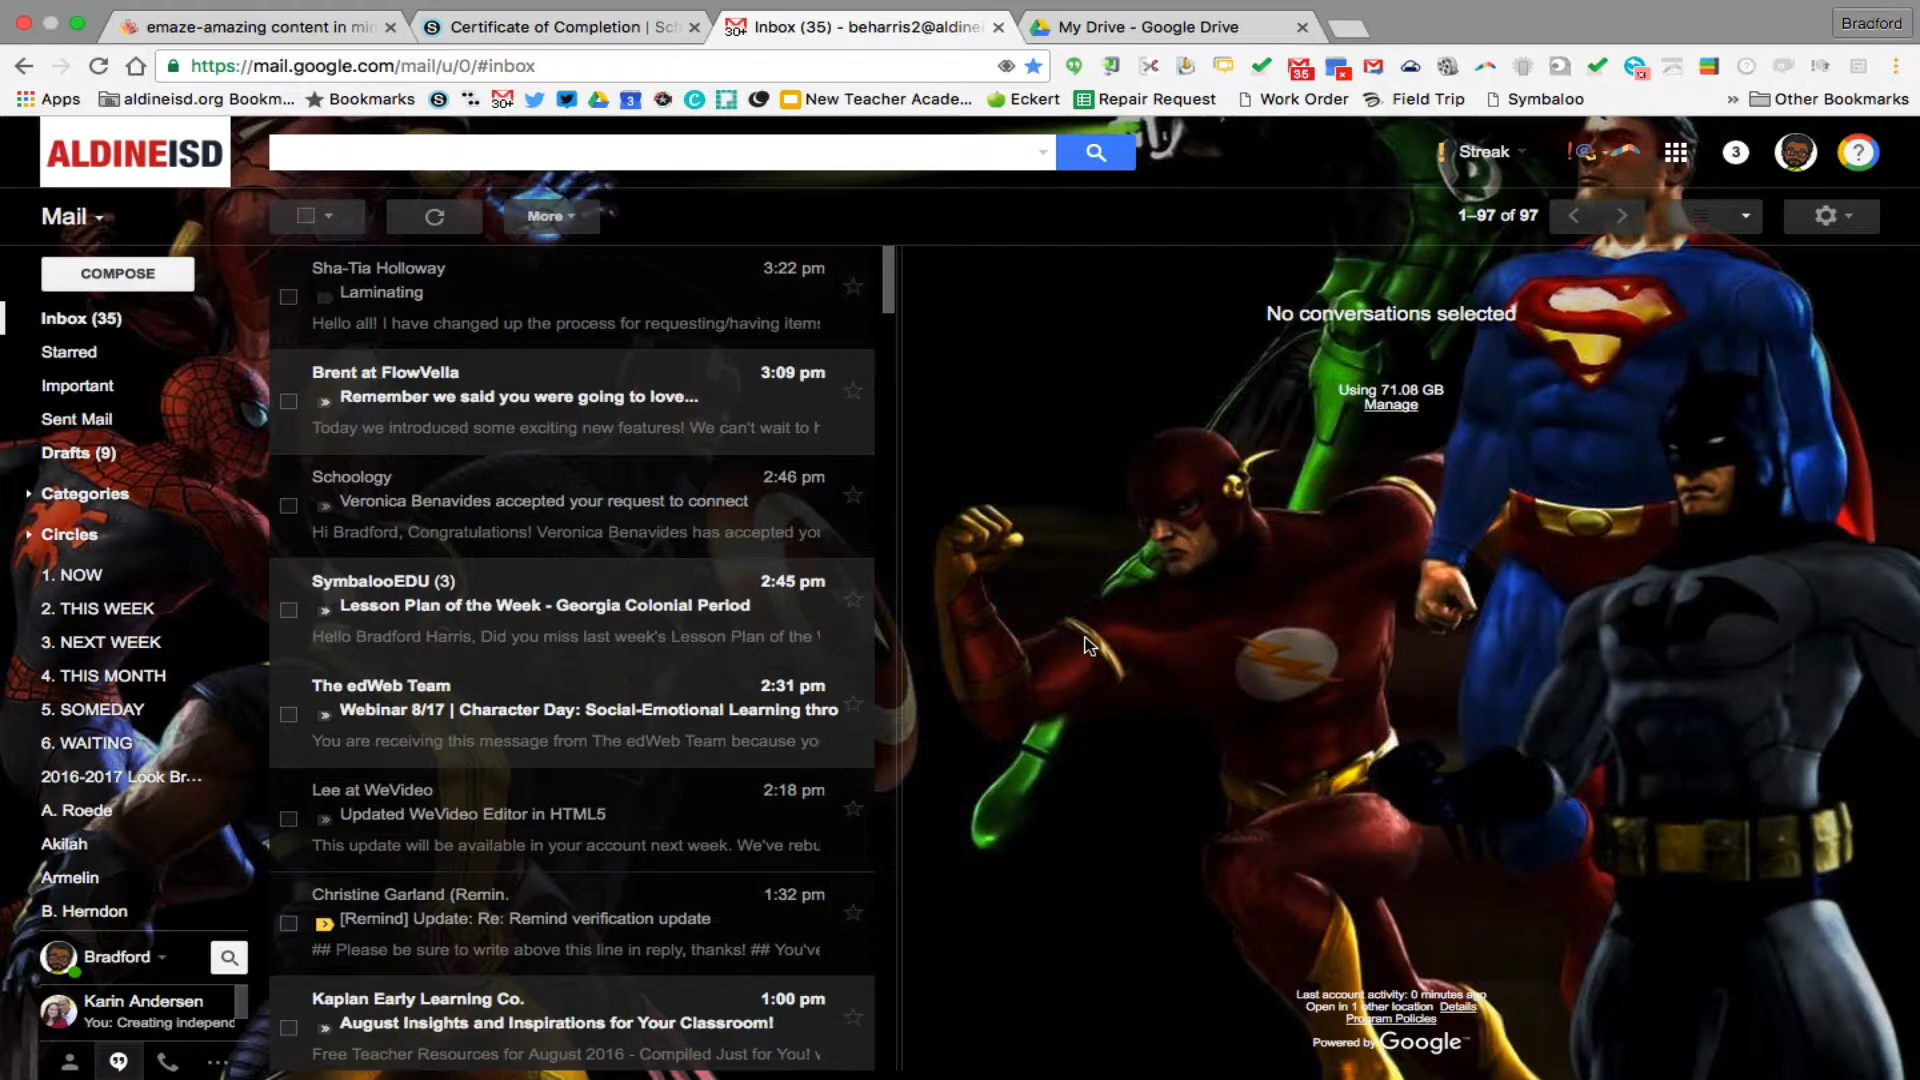 emaze-amazing content in min
Certificate of Completion | Sch
30+
Inbox (35) - beharris2@aldinei
My Drive - Google Drive
Bradford
https://mail.google.com/mail/u/0/#inbox
35
Apps
aldineisd.org Bookm...
Bookmarks
30+
3
New Teacher Acade...
Eckert
Repair Request
Work Order
Field Trip
Symbaloo
»
Other Bookmarks
ALDINEISD
Streak
3
?
Mail
More
1–97 of 97
COMPOSE
Inbox (35)
Starred
Important
Sent Mail
Drafts (9)
Categories
Circles
1. NOW
2. THIS WEEK
3. NEXT WEEK
4. THIS MONTH
5. SOMEDAY
6. WAITING
2016-2017 Look Br...
A. Roede
Akilah
Armelin
B. Herndon
Bradford
Karin Andersen
You: Creating independ
Sha-Tia Holloway
3:22 pm
Laminating
Hello all! I have changed up the process for requesting/having items
Brent at FlowVella
3:09 pm
Remember we said you were going to love...
Today we introduced some exciting new features! We can't wait to h
Schoology
2:46 pm
Veronica Benavides accepted your request to connect
Hi Bradford, Congratulations! Veronica Benavides has accepted you
SymbalooEDU (3)
2:45 pm
Lesson Plan of the Week - Georgia Colonial Period
Hello Bradford Harris, Did you miss last week's Lesson Plan of the
The edWeb Team
2:31 pm
Webinar 8/17 | Character Day: Social-Emotional Learning thro
You are receiving this message from The edWeb Team because yo
Lee at WeVideo
2:18 pm
Updated WeVideo Editor in HTML5
This update will be available in your account next week. We've rebu
Christine Garland (Remin.
1:32 pm
[Remind] Update: Re: Remind verification update
## Please be sure to write above this line in reply, thanks! ## You've
Kaplan Early Learning Co.
1:00 pm
August Insights and Inspirations for Your Classroom!
Free Teacher Resources for August 2016 - Compiled Just for You! v
No conversations selected
Using 71.08 GB
Manage
Last account activity: 0 minutes ago
Open in 1 other location Details
Program Policies
Powered by Google